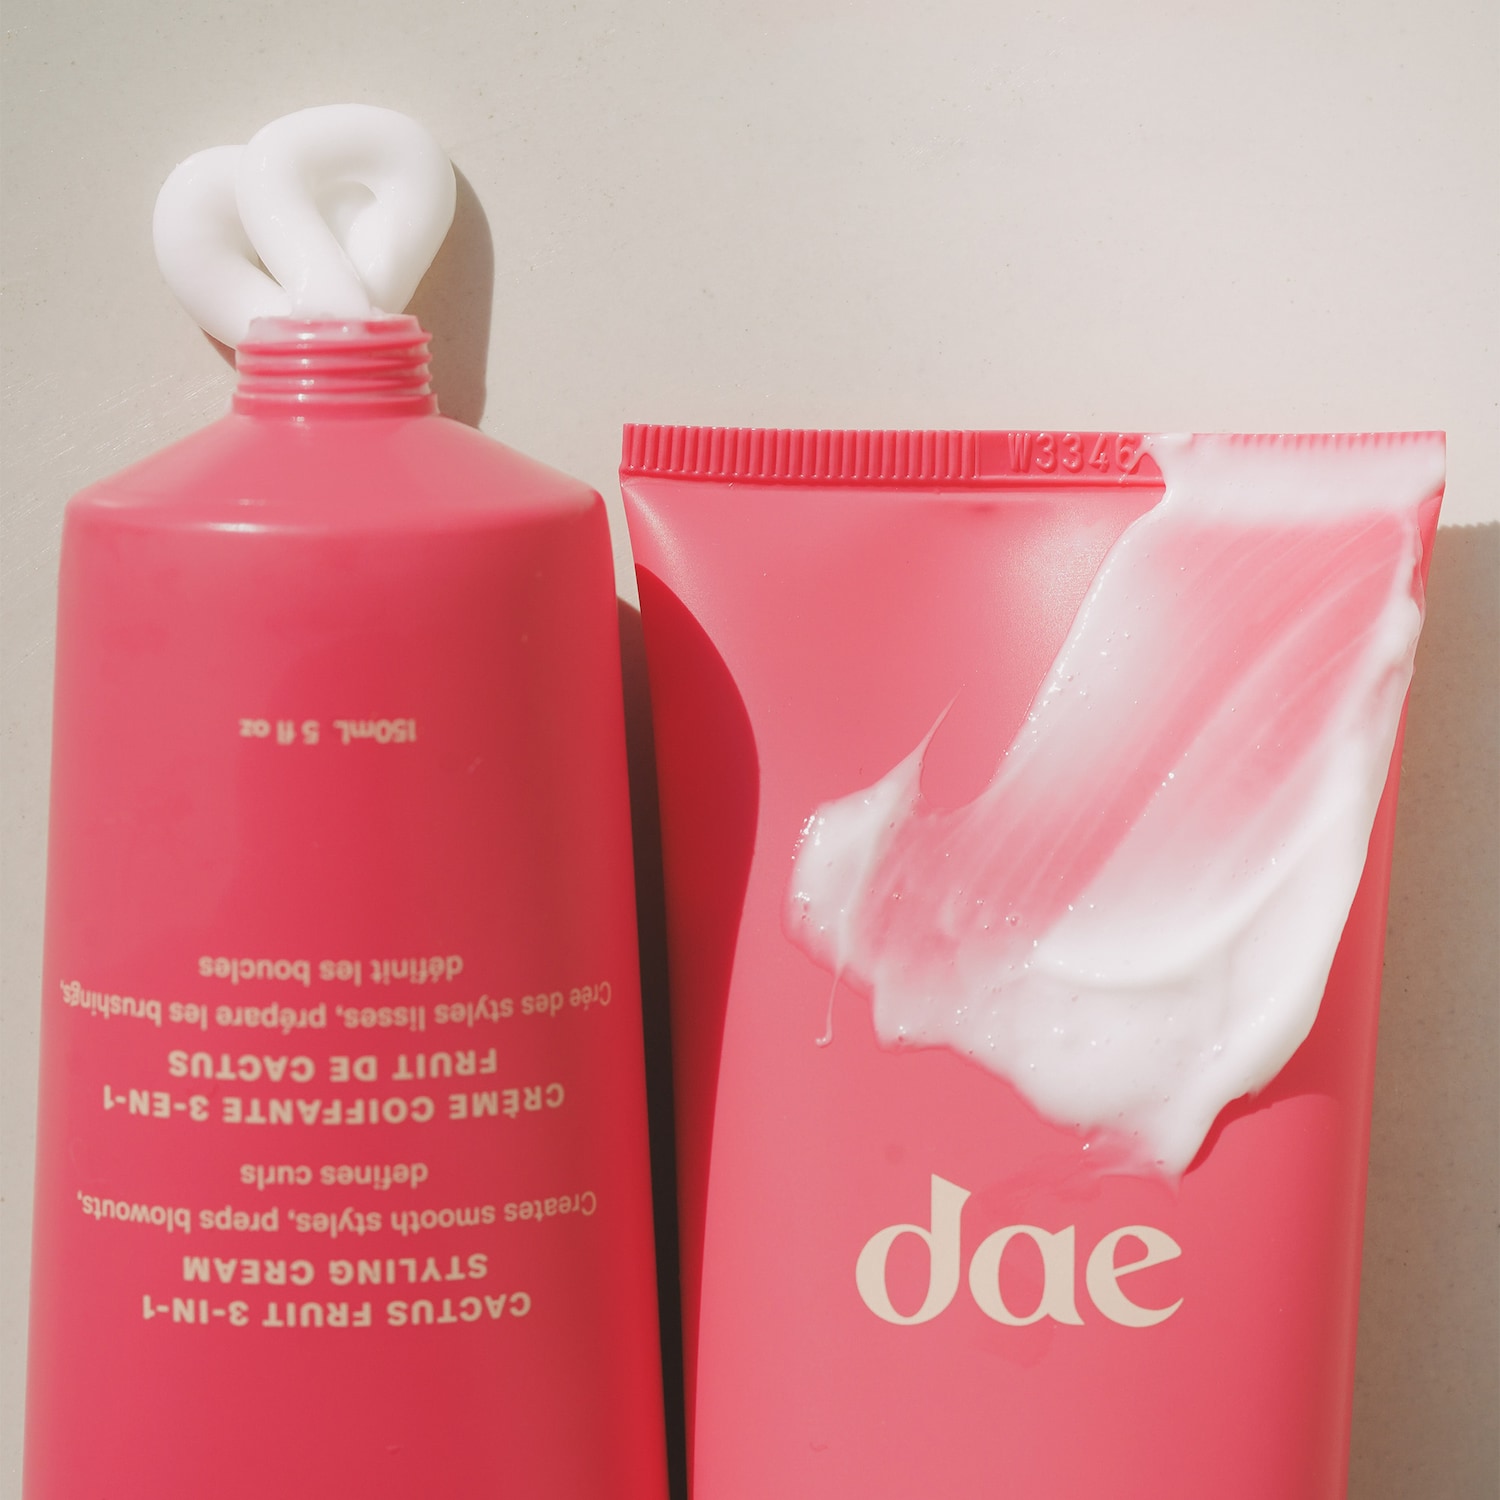 CACTUS FRUIT 3-IN-1
STYLING CREAM
Creates smooth styles, preps blowouts,
defines curls
CRÈME COIFFANTE 3-EN-1
FRUIT DE CACTUS
Crée des styles lisses, prépare les brushings,
définit les boucles
150mL 5 fl oz
W3346
dae